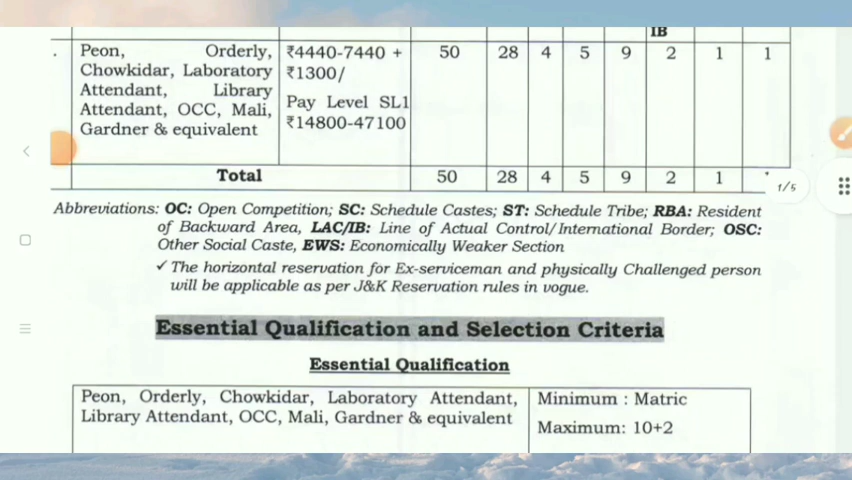 IB
Peon, Orderly, ₹4440-7440 + 50 28 4 5 9 2 1 1
Chowkidar, Laboratory ₹1300/
Attendant, Library
Attendant, OCC, Mali, Pay Level SL1
Gardner & equivalent ₹14800-47100
Total 50 28 4 5 9 2 1
1/5
Abbreviations: OC: Open Competition; SC: Schedule Castes; ST: Schedule Tribe; RBA: Resident
of Backward Area, LAC/IB: Line of Actual Control/International Border; OSC:
Other Social Caste, EWS: Economically Weaker Section
✓ The horizontal reservation for Ex-serviceman and physically Challenged person
will be applicable as per J&K Reservation rules in vogue.
Essential Qualification and Selection Criteria
Essential Qualification
Peon, Orderly, Chowkidar, Laboratory Attendant, Minimum : Matric
Library Attendant, OCC, Mali, Gardner & equivalent Maximum: 10+2